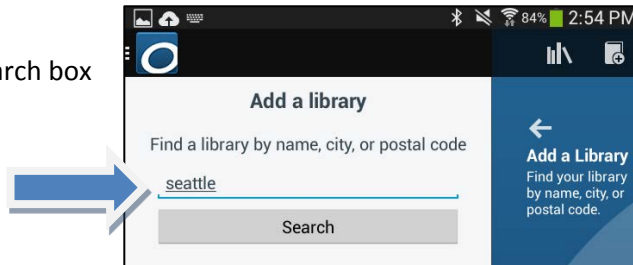 84% 2:54 PM
arch box
Add a library
Find a library by name, city, or postal code
seattle
Search
Add a Library
Find your library
by name, city, or
postal code.